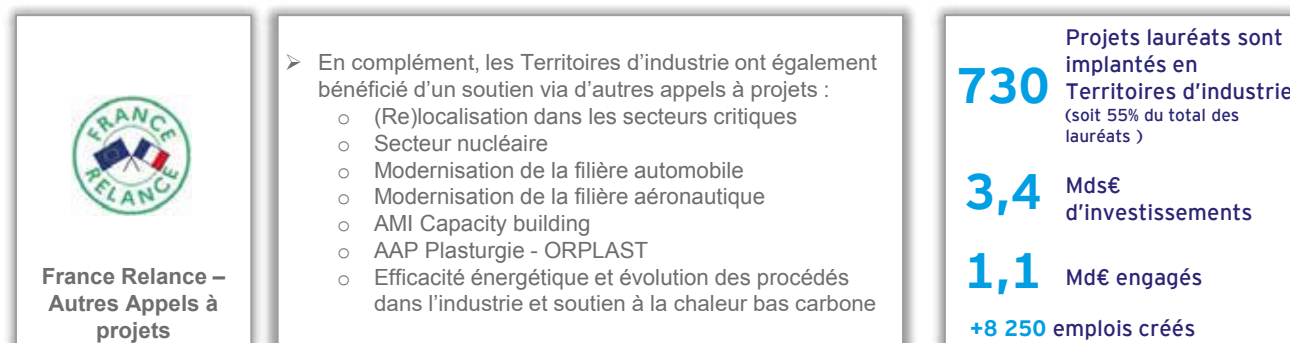 FRANCE
RELANCE
France Relance –
Autres Appels à
projets
➢ En complément, les Territoires d’industrie ont également
bénéficié d’un soutien via d’autres appels à projets :
o (Re)localisation dans les secteurs critiques
o Secteur nucléaire
o Modernisation de la filière automobile
o Modernisation de la filière aéronautique
o AMI Capacity building
o AAP Plasturgie - ORPLAST
o Efficacité énergétique et évolution des procédés
dans l’industrie et soutien à la chaleur bas carbone
730
Projets lauréats sont
implantés en
Territoires d’industrie
(soit 55% du total des
lauréats )
3,4
Mds€
d’investissements
1,1 Md€ engagés
+8 250 emplois créés